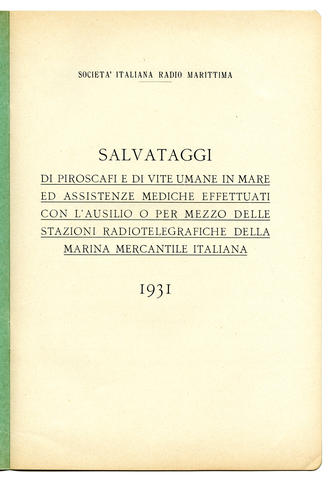 SOCIETA' ITALIANA RADIO MARITTIMA
SALVATAGGI
DI PIROSCAFI E DI VITE UMANE IN MARE
ED ASSISTENZE MEDICHE EFFETTUATI
CON L'AUSILIO O PER MEZZO DELLE
STAZIONI RADIOTELEGRAFICHE DELLA
MARINA MERCANTILE ITALIANA
1931